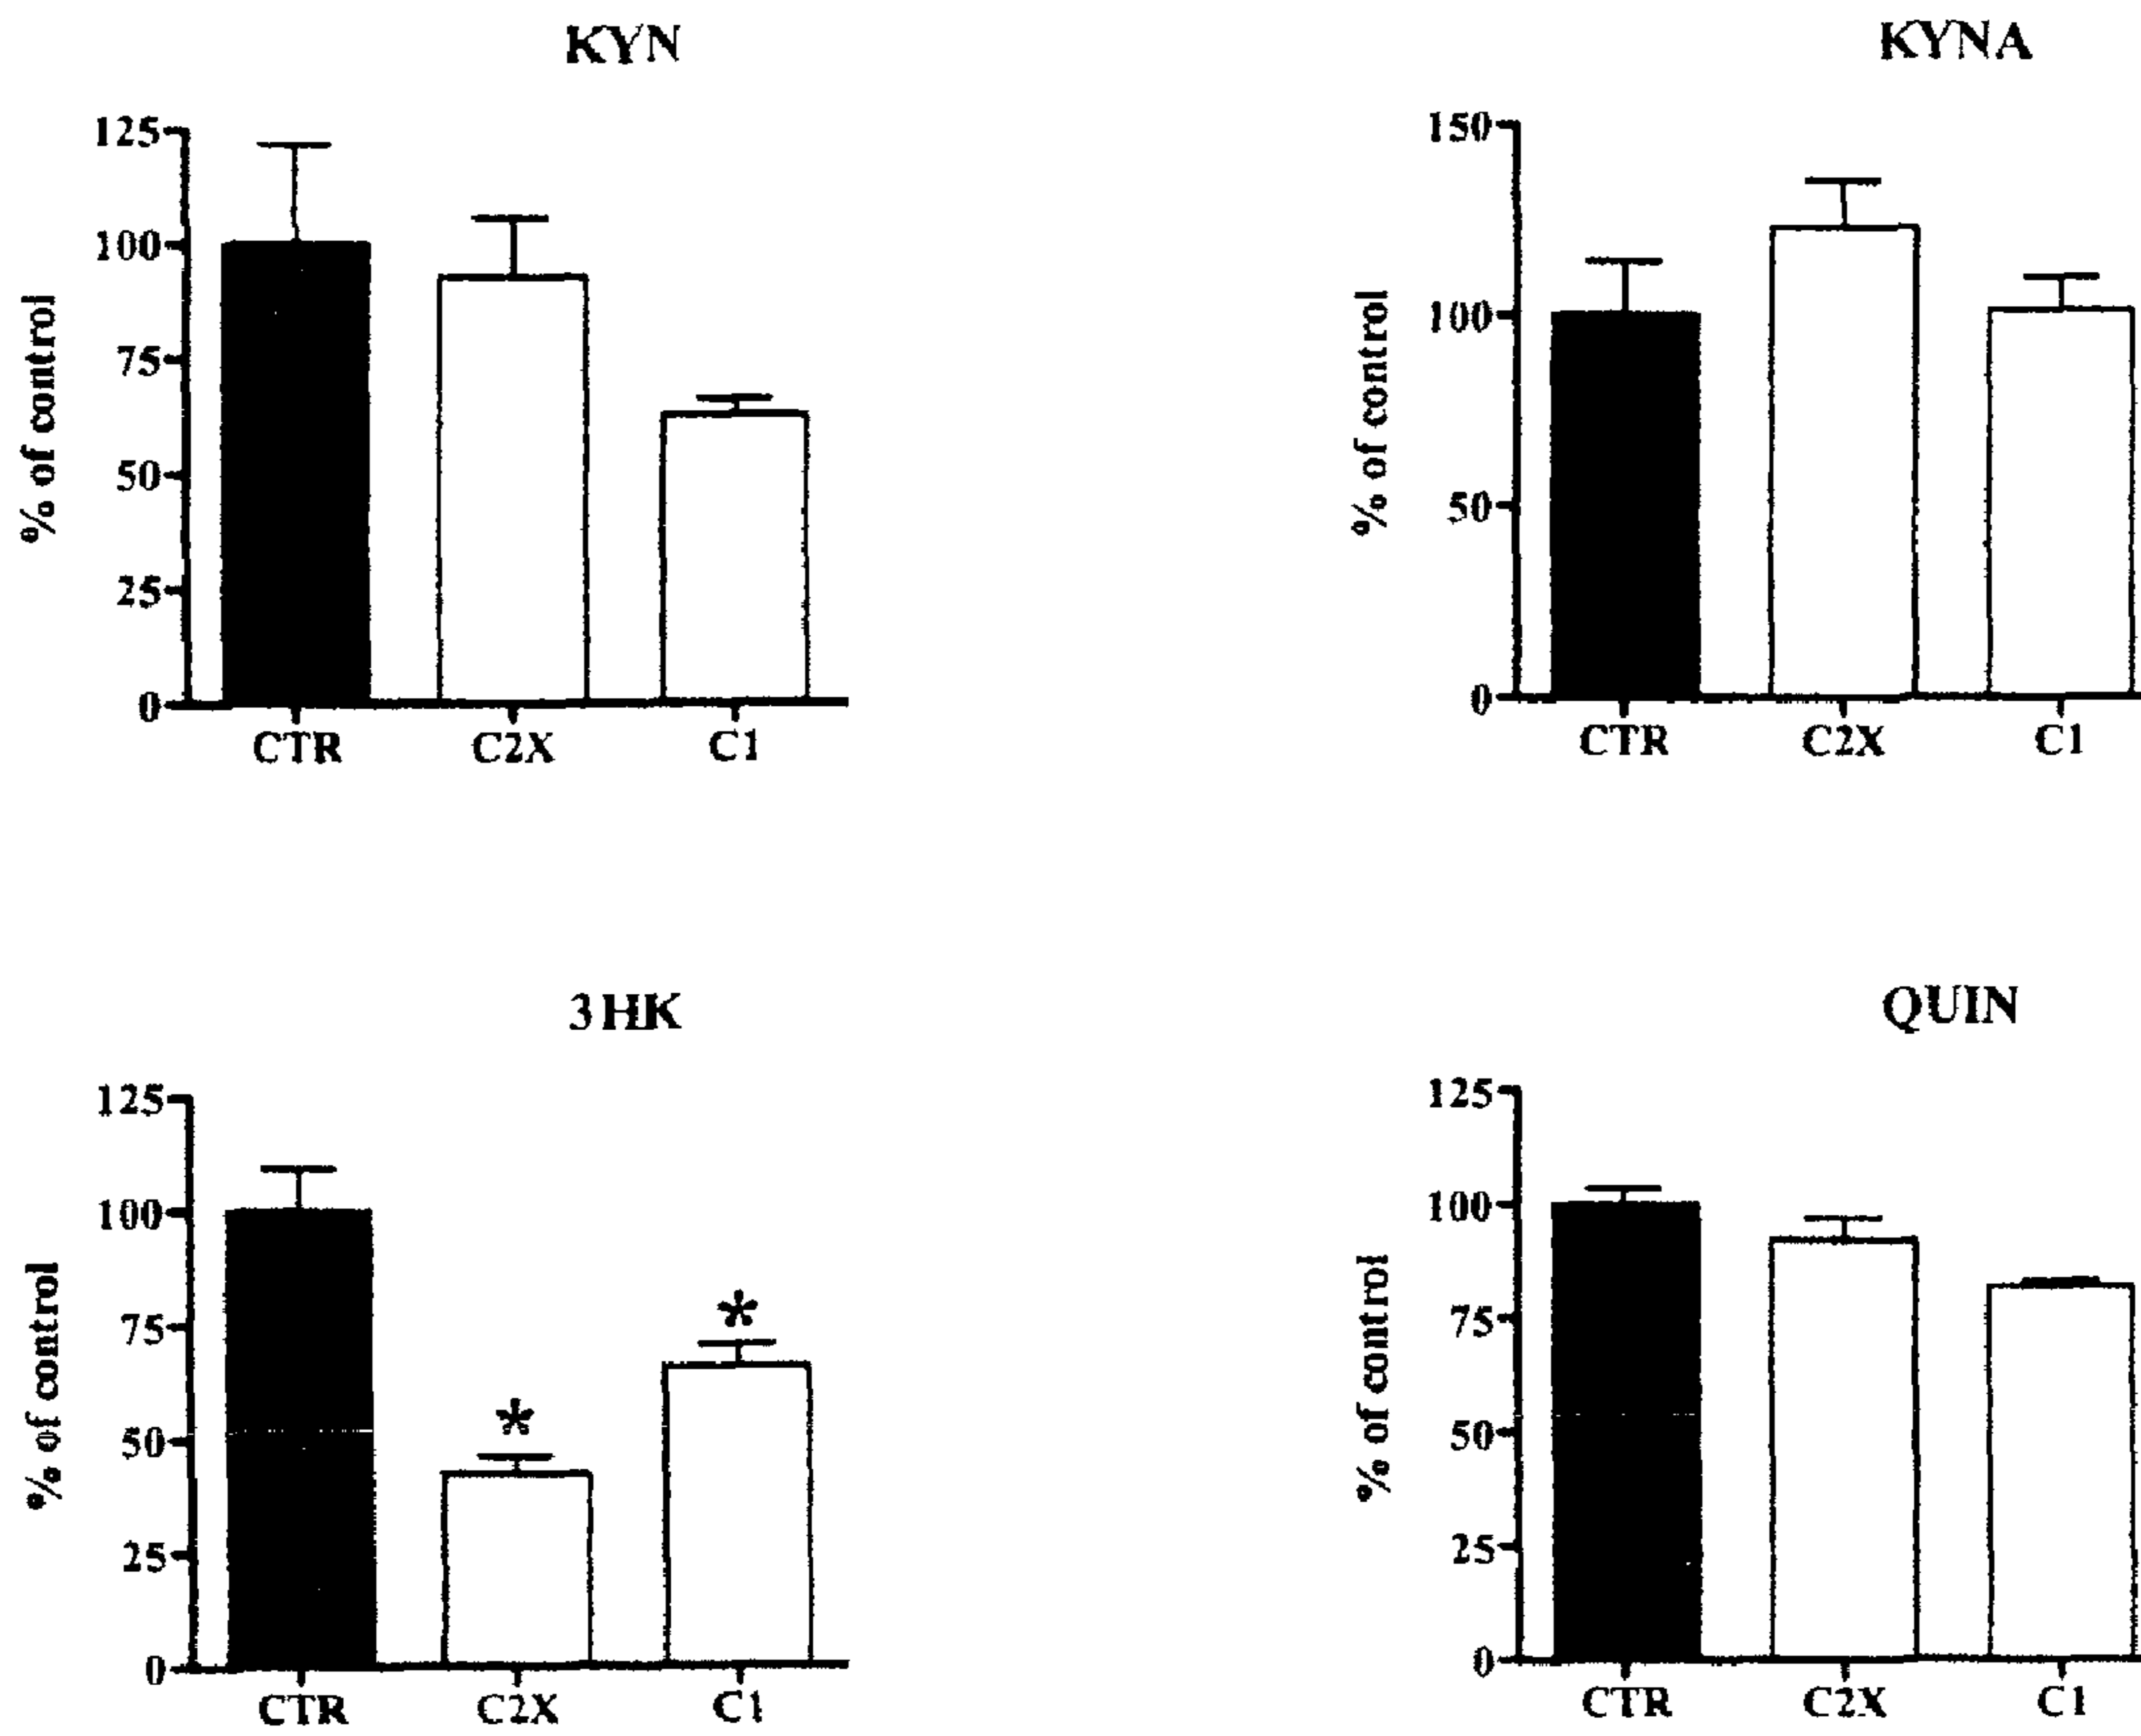 KYN
KYNA
125
100
75
50
25
0
% of control
CTR C2X C1
150
100
50
0
% of control
CTR C2X C1
3HK
QUIN
125
100
75
50
25
0
% of control
* *
CTR C2X C1
125
100
75
50
25
0
% of control
CTR C2X C1